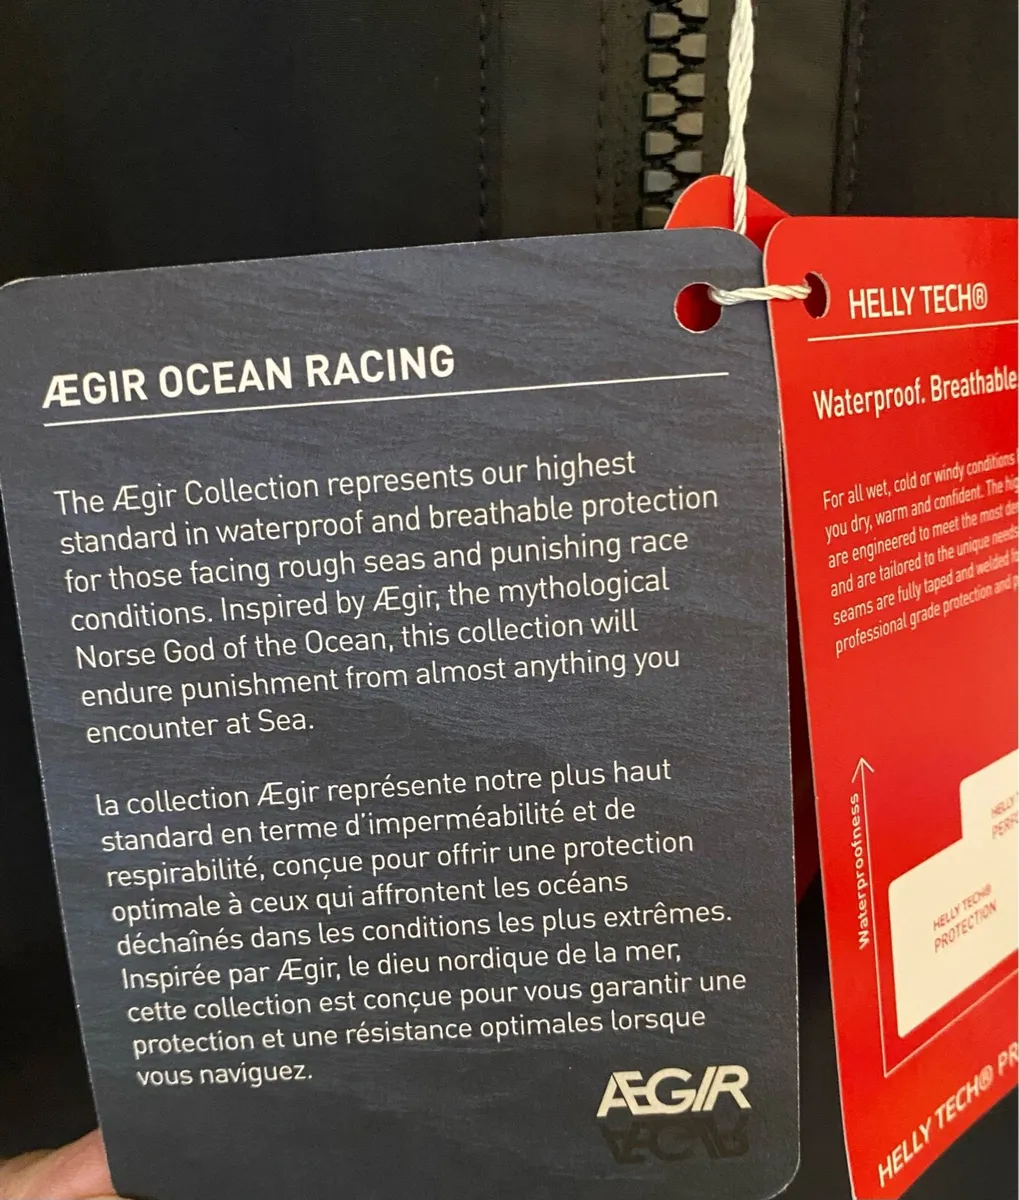 ÆGIR OCEAN RACING
The Ægir Collection represents our highest
standard in waterproof and breathable protection
for those facing rough seas and punishing race
conditions. Inspired by Ægir, the mythological
Norse God of the Ocean, this collection will
endure punishment from almost anything you
encounter at Sea.
la collection Ægir représente notre plus haut
standard en terme d'imperméabilité et de
respirabilité, conçue pour offrir une protection
optimale à ceux qui affrontent les océans
déchaînés dans les conditions les plus extrêmes.
Inspirée par Ægir, le dieu nordique de la mer,
cette collection est conçue pour vous garantir une
protection et une résistance optimales lorsque
vous naviguez.
ÆGIR
HELLY TECH®
Waterproof. Breathable.
For all wet, cold or windy conditions
you dry, warm and confident. The
are engineered to meet the most
and are tailored to the unique needs
seams are fully taped and welded
professional grade protection and
Waterproofness
HELLY
HELLY TECH®
PROTECTION
HELLY TECH®